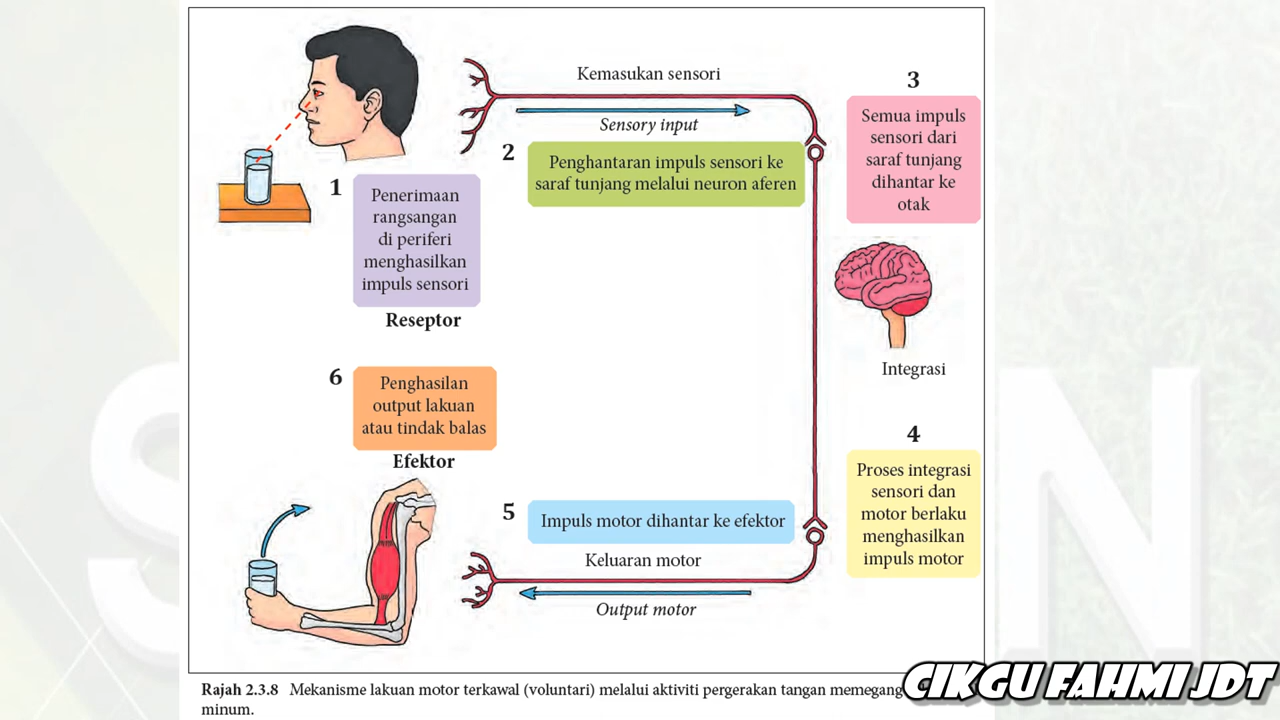 Kemasukan sensori
Sensory input
1
Penerimaan
rangsangan
di periferi
menghasilkan
impuls sensori
Reseptor
2
Penghantaran impuls sensori ke
saraf tunjang melalui neuron aferen
3
Semua impuls
sensori dari
saraf tunjang
dihantar ke
otak
Integrasi
4
Proses integrasi
sensori dan
motor berlaku
menghasilkan
impuls motor
5
Impuls motor dihantar ke efektor
Keluaran motor
Output motor
6
Penghasilan
output lakuan
atau tindak balas
Efektor
Rajah 2.3.8 Mekanisme lakuan motor terkawal (voluntari) melalui aktiviti pergerakan tangan memegang
minum.
CIKGU FAHMI JDT